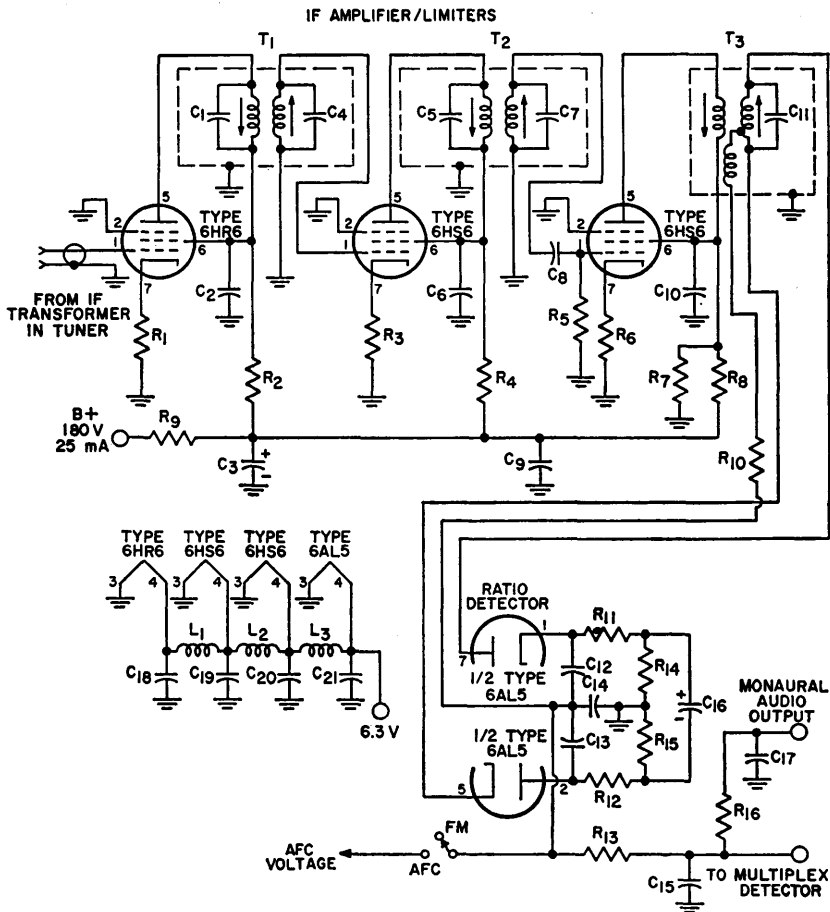 IF AMPLIFIER/LIMITERS
T1
T2
T3
C1
C4
C5
C7
C11
5
5
5
2
TYPE
6HR6
2
TYPE
6HS6
2
TYPE
6HS6
1
6
1
6
C8
1
6
7
7
7
C2
C6
C10
FROM IF
TRANSFORMER
IN TUNER
R1
R3
R5
R6
R2
R4
R7
R8
B+
180 V
25 mA
R9
C3
+
-
C9
R10
TYPE
6HR6
TYPE
6HS6
TYPE
6HS6
TYPE
6AL5
3
4
3
4
3
4
3
4
L1
L2
L3
C18
C19
C20
C21
6.3 V
RATIO
DETECTOR
1
R11
7
1/2 TYPE
6AL5
C12
R14
C14
+
C16
-
1/2 TYPE
6AL5
C13
R15
5
2
R12
MONAURAL
AUDIO
OUTPUT
C17
R16
AFC
VOLTAGE
FM
AFC
R13
C15
TO MULTIPLEX
DETECTOR